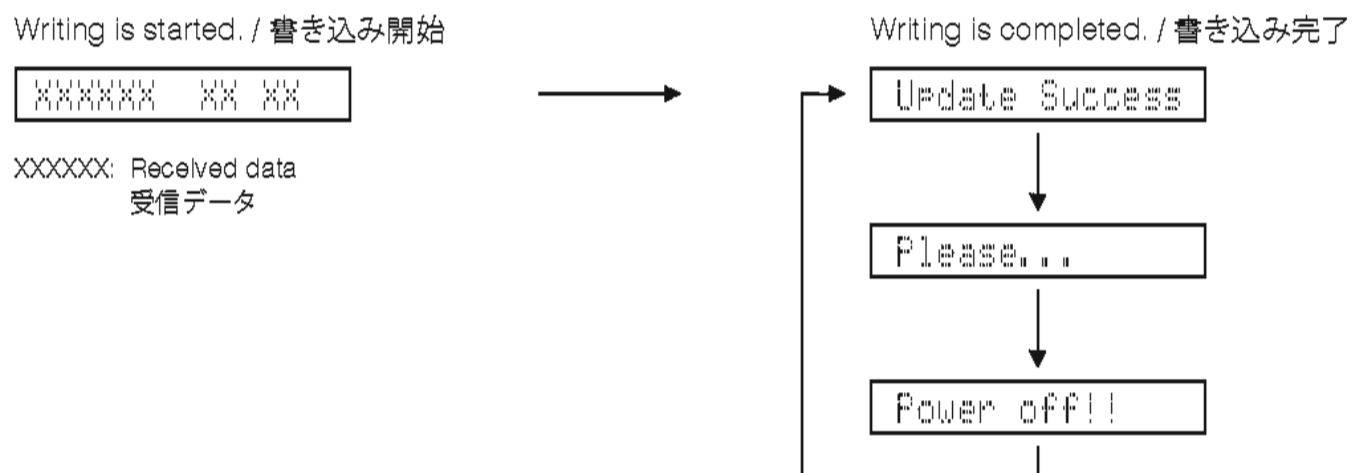 Writing is started. / 書き込み開始
XXXXXX XX XX
XXXXXX: Received data
受信データ
Writing is completed. / 書き込み完了
Update Success
Please...
Power off!!